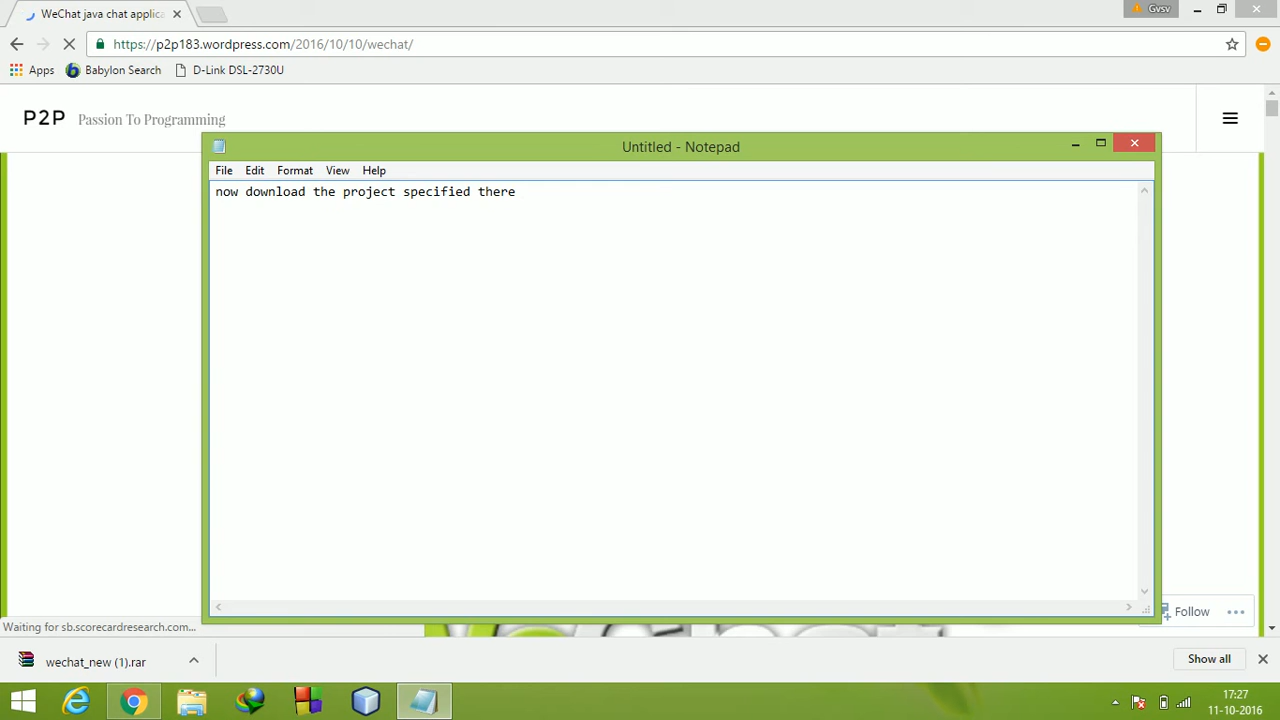 WeChat java chat applica
Gvsv
https://p2p183.wordpress.com/2016/10/10/wechat/
Apps Babylon Search D-Link DSL-2730U
P2P Passion To Programming
Untitled - Notepad
File Edit Format View Help
now download the project specified there
Follow
Waiting for sb.scorecardresearch.com...
wechat_new (1).rar
Show all
17:27
11-10-2016